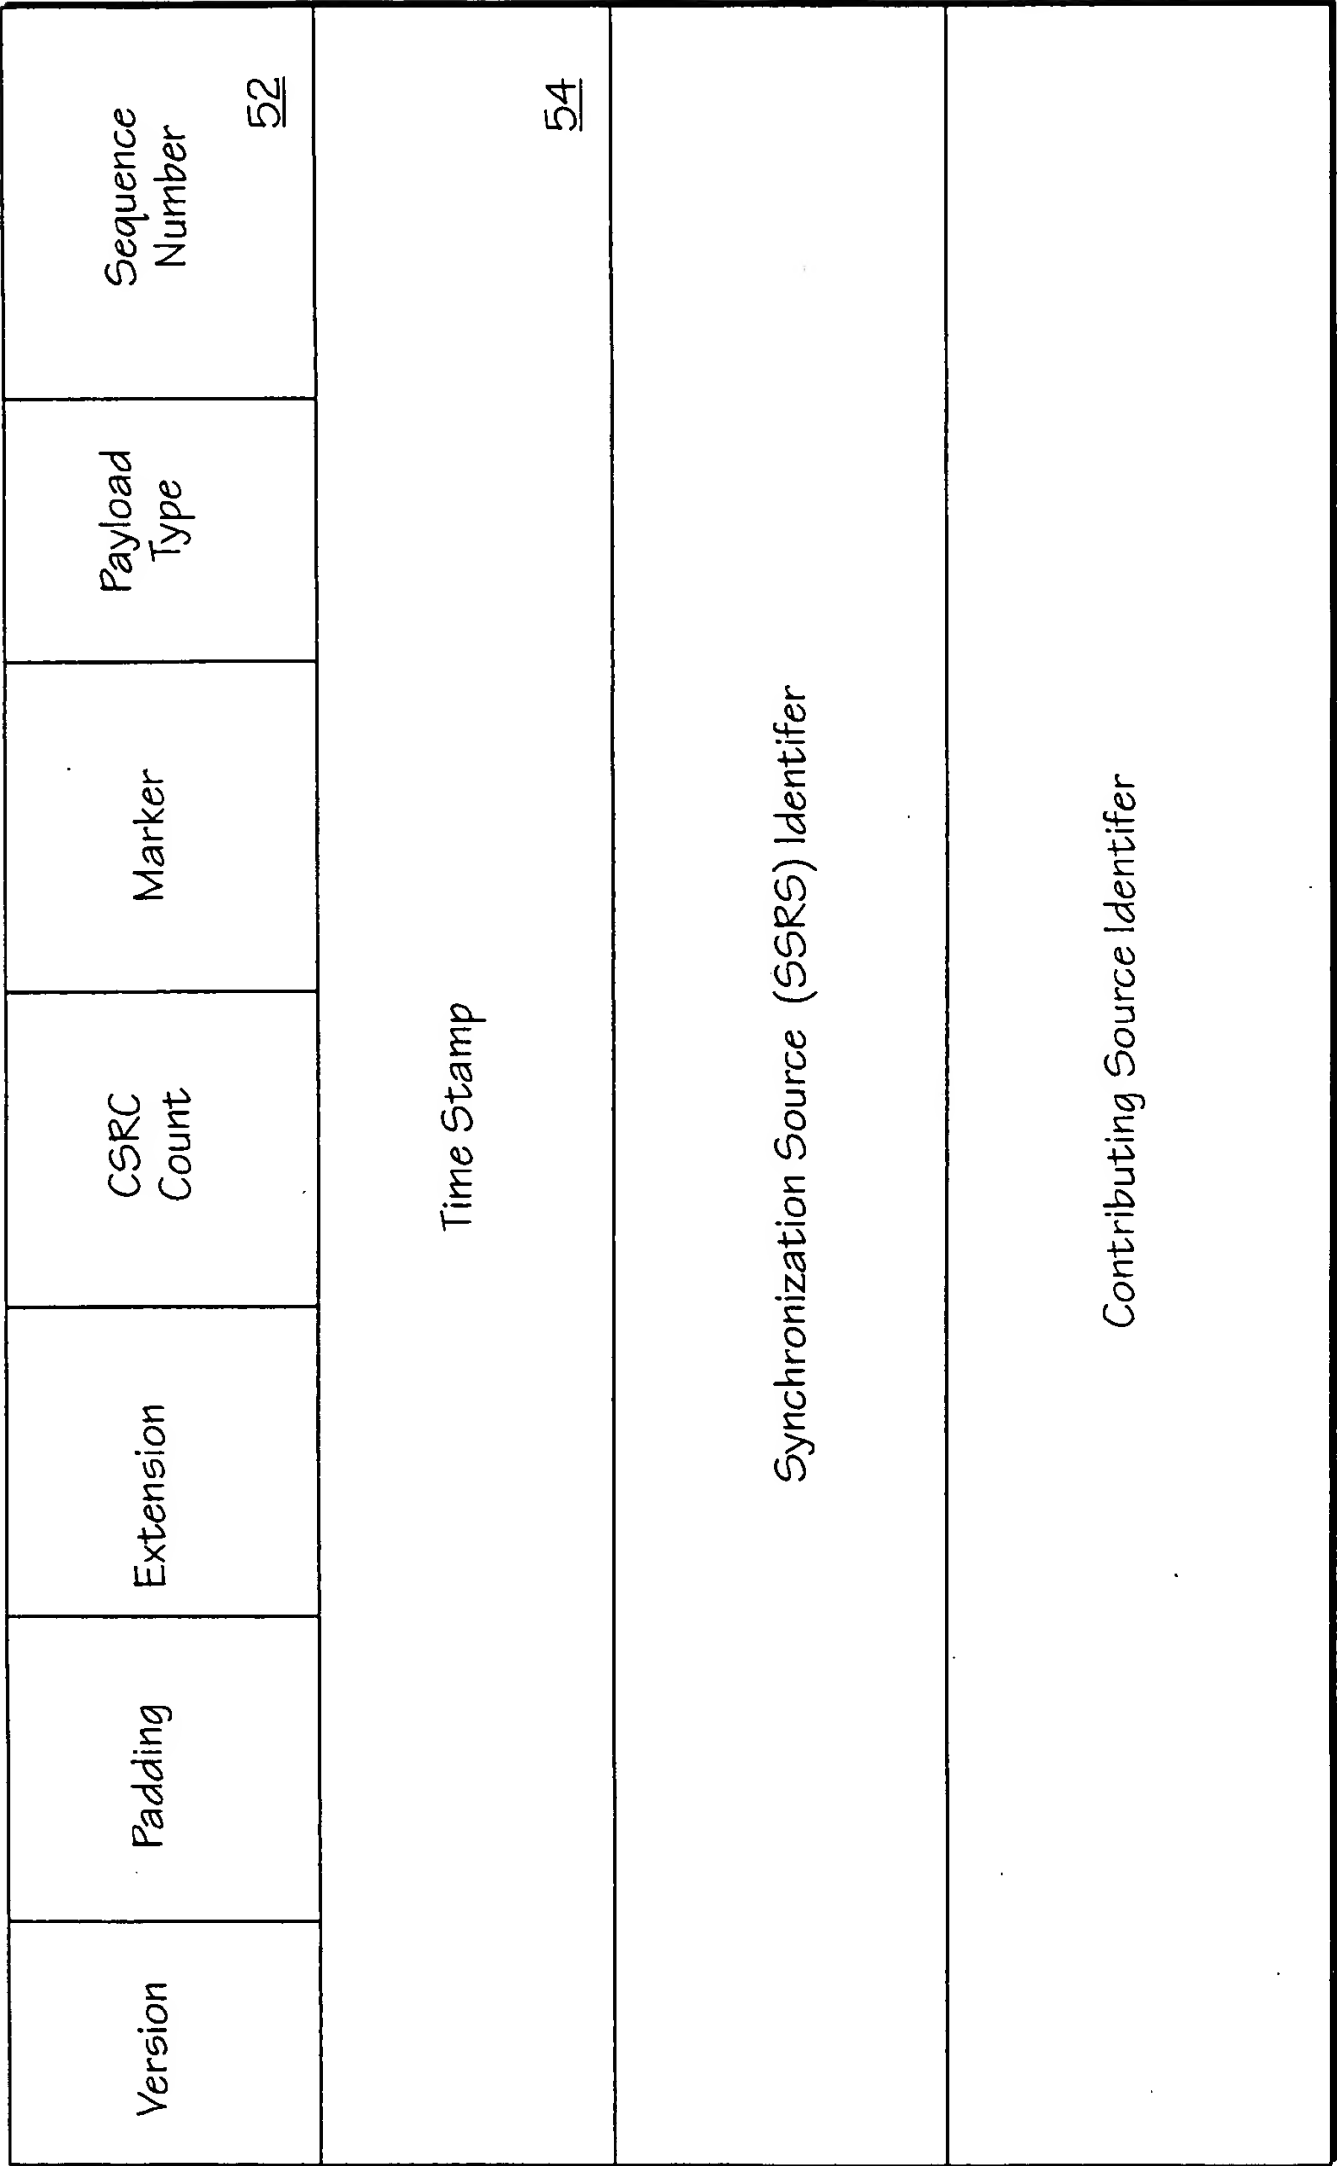 Version
Padding
Extension
CSRC
Count
Marker
Payload
Type
Sequence
Number
52
Time Stamp
54
Synchronization Source (SSRS) Identifer
Contributing Source Identifer